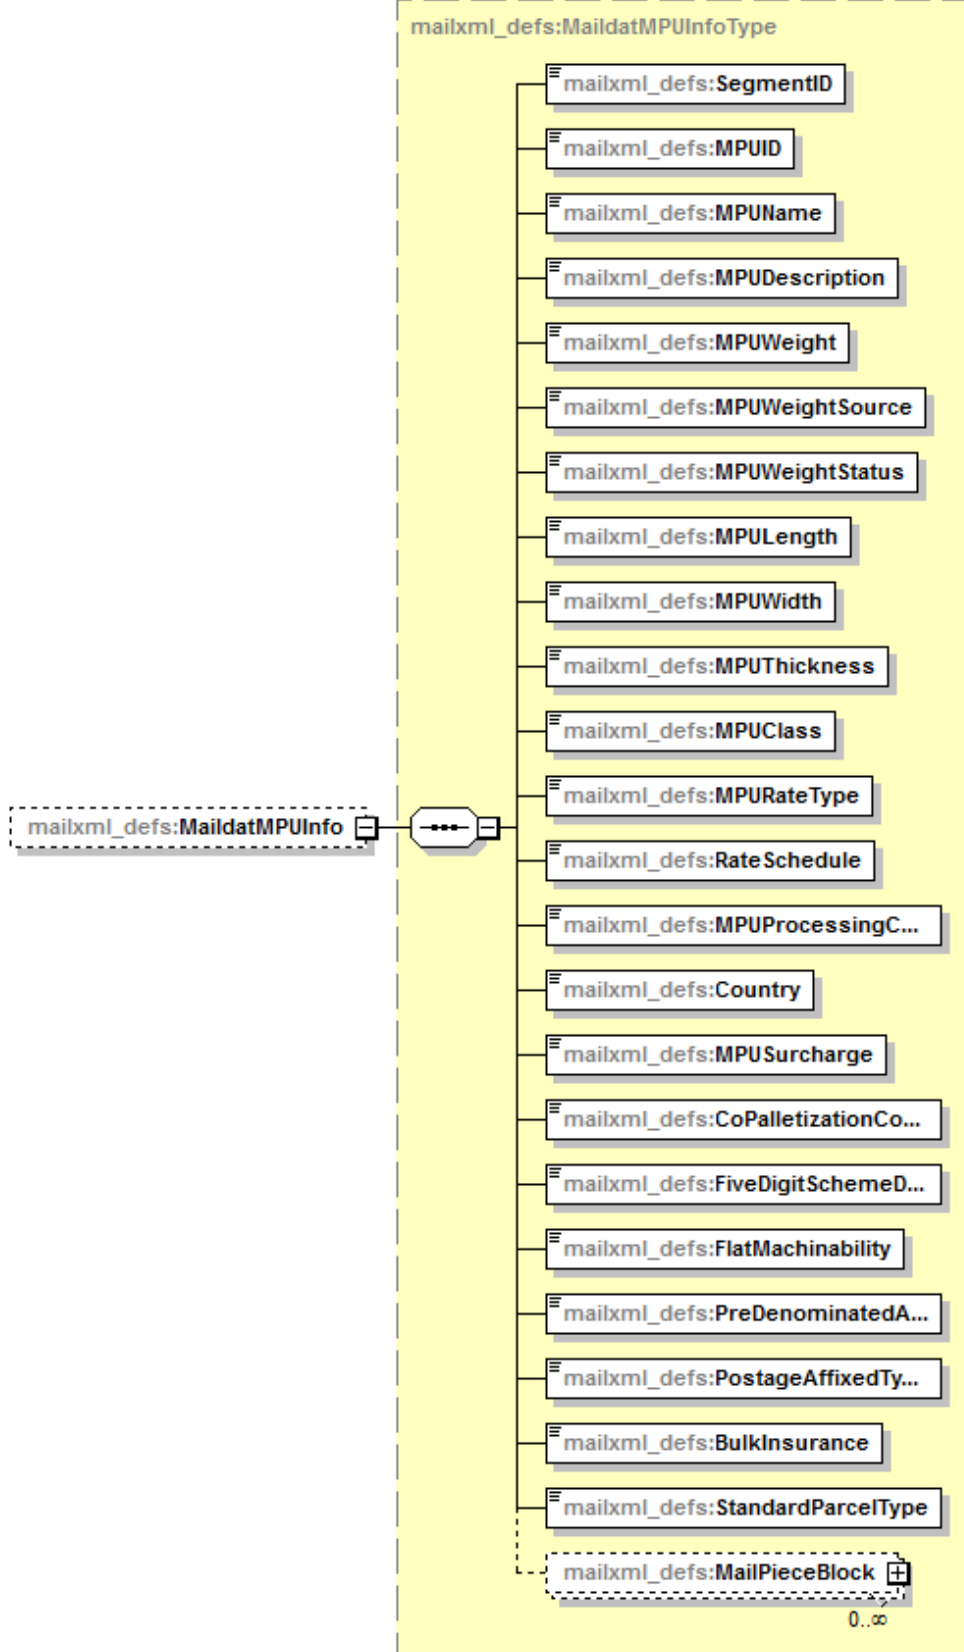 mailxml_defs:MaildatMPUInfoType
mailxml_defs:SegmentID
mailxml_defs:MPUID
mailxml_defs:MPUName
mailxml_defs:MPUDescription
mailxml_defs:MPUWeight
mailxml_defs:MPUWeightSource
mailxml_defs:MPUWeightStatus
mailxml_defs:MPULength
mailxml_defs:MPUWidth
mailxml_defs:MPUThickness
mailxml_defs:MPUClass
mailxml_defs:MPURateType
mailxml_defs:MaildatMPUInfo
mailxml_defs:RateSchedule
mailxml_defs:MPUProcessingC...
mailxml_defs:Country
mailxml_defs:MPUSurcharge
mailxml_defs:CoPalletizationCo...
mailxml_defs:FiveDigitSchemeD...
mailxml_defs:FlatMachinability
mailxml_defs:PreDenominatedA...
mailxml_defs:PostageAffixedTy...
mailxml_defs:BulkInsurance
mailxml_defs:StandardParcelType
mailxml_defs:MailPieceBlock
0..∞